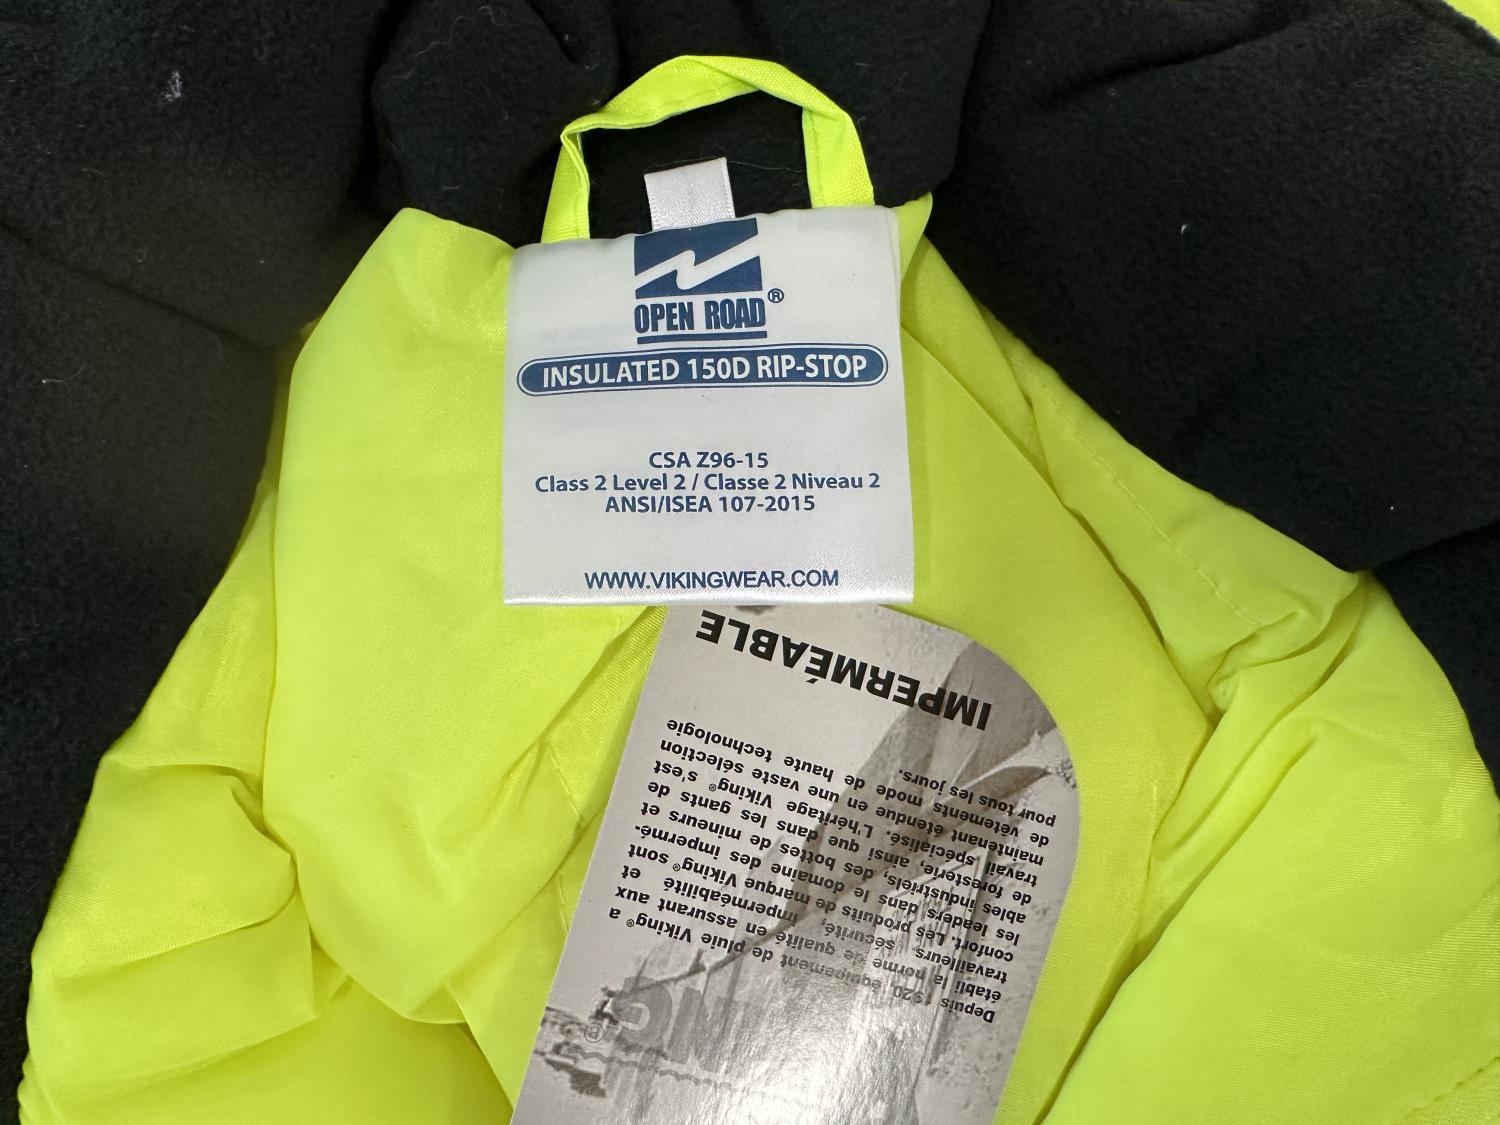 OPEN ROAD®
INSULATED 150D RIP-STOP
CSA Z96-15
Class 2 Level 2 / Classe 2 Niveau 2
ANSI/ISEA 107-2015
WWW.VIKINGWEAR.COM
Depuis 1920, équipement de pluie Viking® a
établi la norme de qualité en assurant aux
travailleurs, sécurité, imperméabilité et
confort. Les produits de marque Viking® sont
les leaders dans le domaine des impermé-
ables industriels, des bottes de mineurs et
de foresterie, ainsi que dans les gants de
travail spécialisé. L'héritage Viking® s'est
maintenant étendue en une vaste sélection
de vêtements mode de haute technologie
pour tous les jours.
IMPERMÉABLE